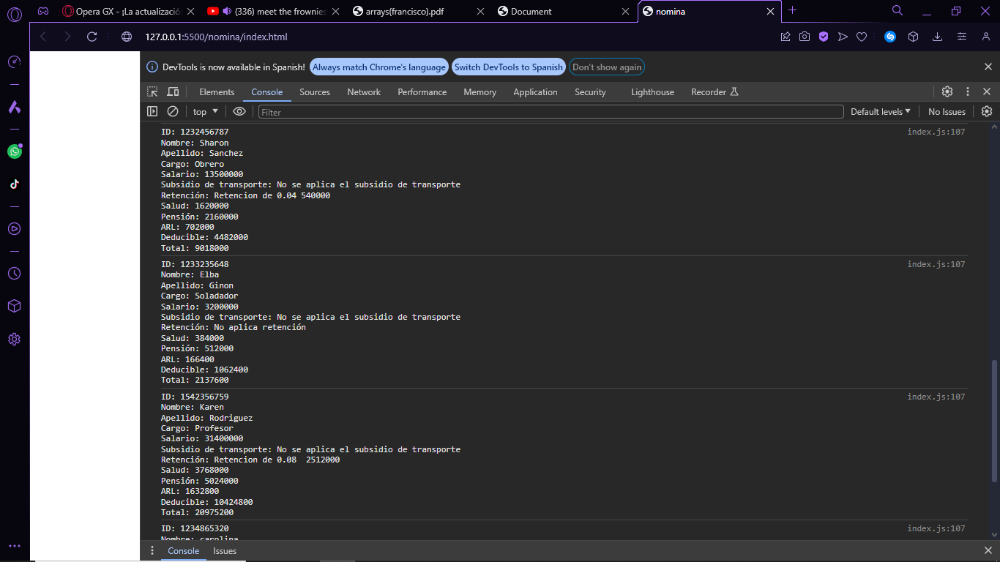 Opera GX - ¡La actualizació
(336) meet the frownies
arrays(francisco).pdf
Document
nomina
127.0.0.1:5500/nomina/index.html
DevTools is now available in Spanish! Always match Chrome's language Switch DevTools to Spanish Don't show again
Elements Console Sources Network Performance Memory Application Security Lighthouse Recorder
top Filter Default levels No Issues
ID: 1232456787 index.js:107
Nombre: Sharon
Apellido: Sanchez
Cargo: Obrero
Salario: 13500000
Subsidio de transporte: No se aplica el subsidio de transporte
Retención: Retencion de 0.04 540000
Salud: 1620000
Pensión: 2160000
ARL: 702000
Deducible: 4482000
Total: 9018000
ID: 1233235648 index.js:107
Nombre: Elba
Apellido: Ginon
Cargo: Soladador
Salario: 3200000
Subsidio de transporte: No se aplica el subsidio de transporte
Retención: No aplica retención
Salud: 384000
Pensión: 512000
ARL: 166400
Deducible: 1062400
Total: 2137600
ID: 1542356759 index.js:107
Nombre: Karen
Apellido: Rodriguez
Cargo: Profesor
Salario: 31400000
Subsidio de transporte: No se aplica el subsidio de transporte
Retención: Retencion de 0.08  2512000
Salud: 3768000
Pensión: 5024000
ARL: 1632800
Deducible: 10424800
Total: 20975200
ID: 1234865320 index.js:107
Nombre: carolina
Console Issues